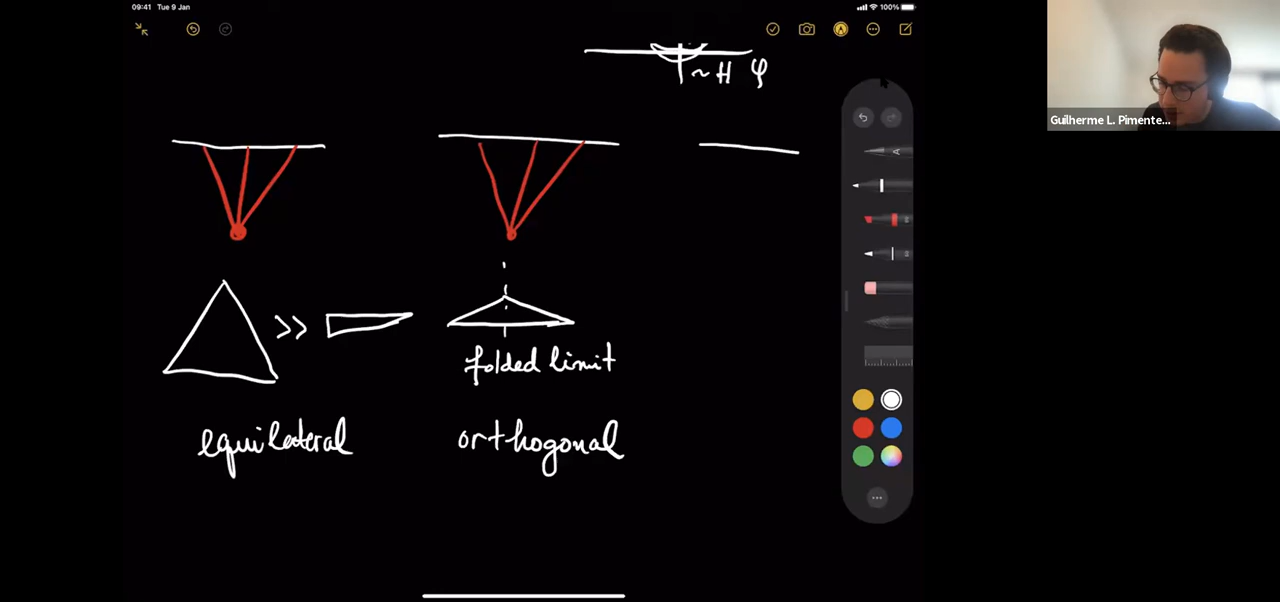 09:41 Tue 9 Jan
100%
~ H φ
Guilherme L. Pimente...
>>
folded limit
equilateral
orthogonal